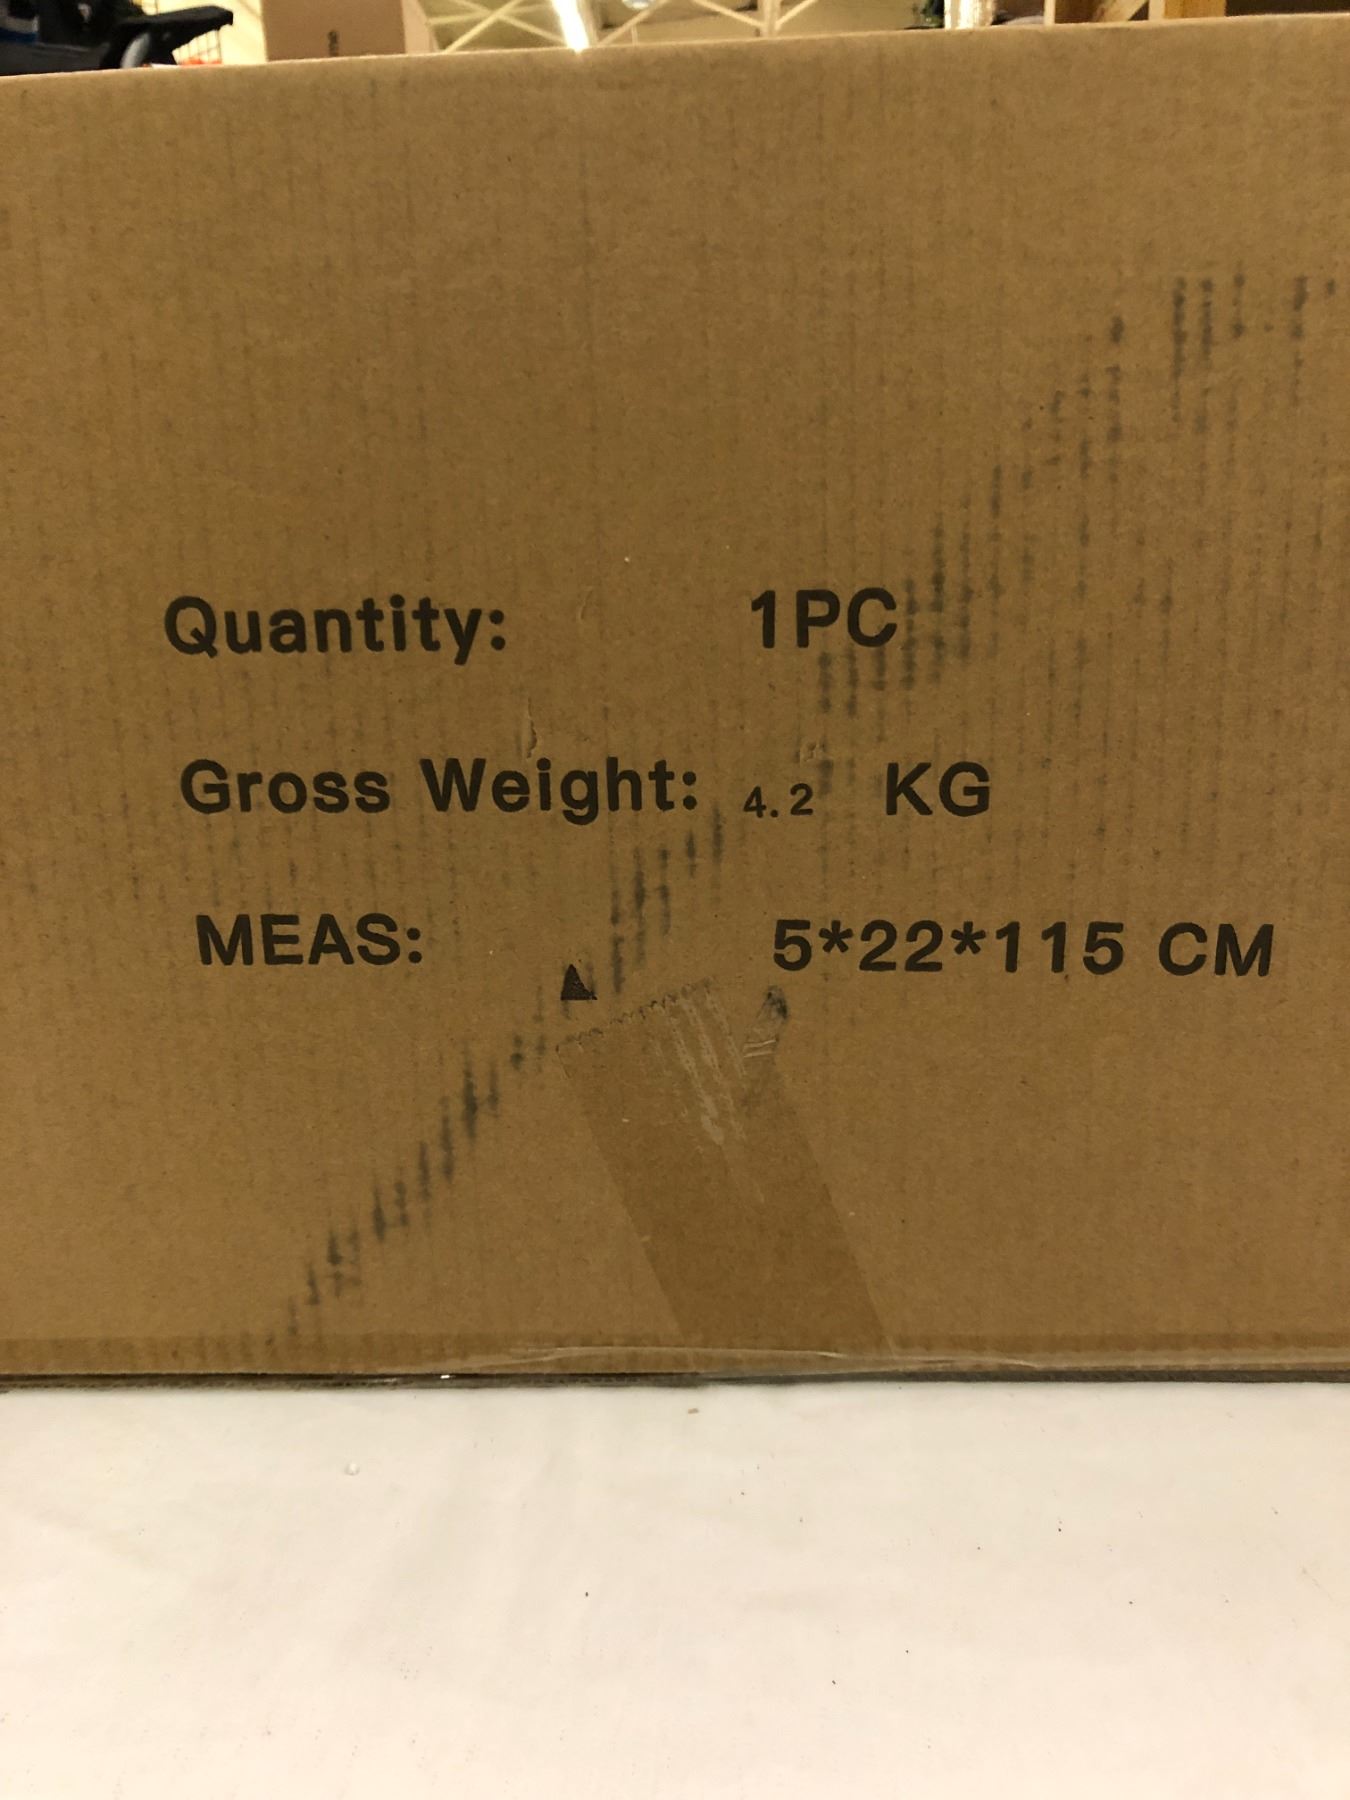 Quantity: 1PC
Gross Weight: 4.2 KG
MEAS: 5*22*115 CM